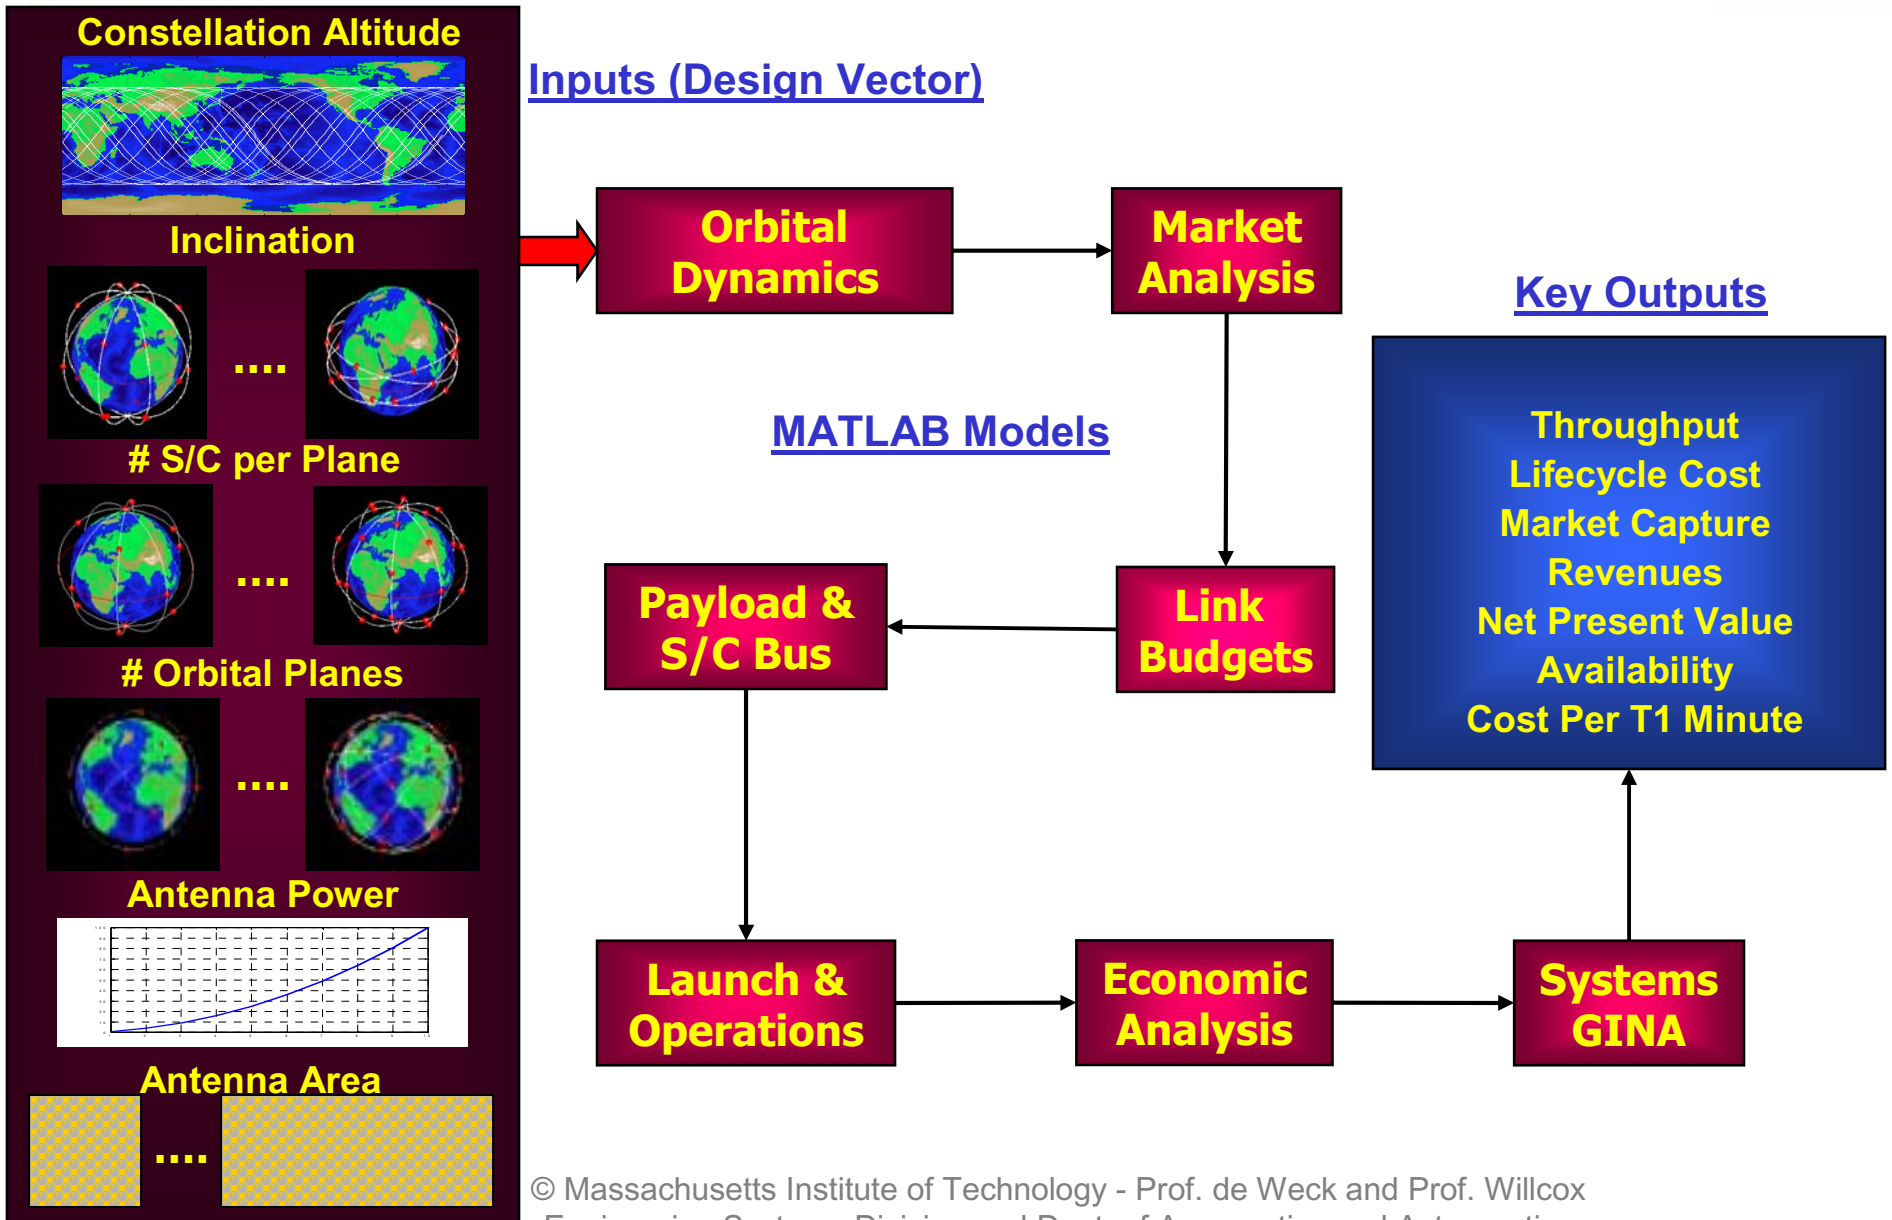 Constellation Altitude
Inputs (Design Vector)
Inclination
# S/C per Plane
# Orbital Planes
Antenna Power
Antenna Area
Orbital
Dynamics
Market
Analysis
MATLAB Models
Payload &
S/C Bus
Link
Budgets
Launch &
Operations
Economic
Analysis
Systems
GINA
Key Outputs
Throughput
Lifecycle Cost
Market Capture
Revenues
Net Present Value
Availability
Cost Per T1 Minute
© Massachusetts Institute of Technology - Prof. de Weck and Prof. Willcox